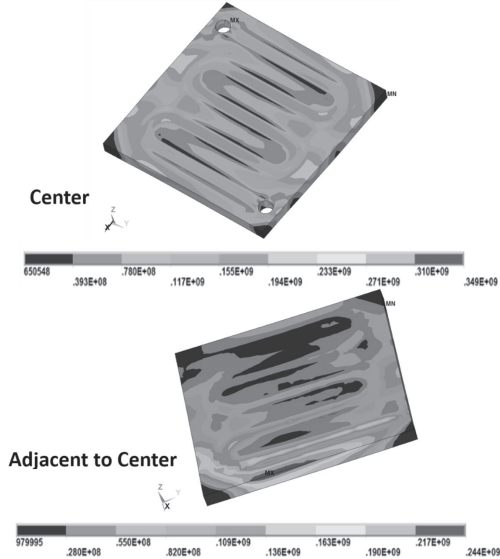 MX
MN
Center
Z
X Y
650548 .780E+08 .155E+09 .233E+09 .310E+09
.393E+08 .117E+09 .194E+09 .271E+09 .349E+09
MN
Adjacent to Center
MX
Z
Y
X
979995 .550E+08 .109E+09 .163E+09 .217E+09
.280E+08 .820E+08 .136E+09 .190E+09 .244E+09